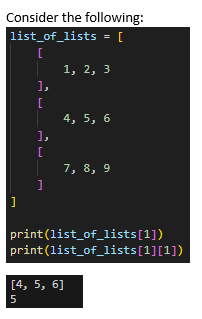 Consider the following:
list_of_lists = [
    [
        1, 2, 3
    ],
    [
        4, 5, 6
    ],
    [
        7, 8, 9
    ]
]
print(list_of_lists[1])
print(list_of_lists[1][1])
[4, 5, 6]
5